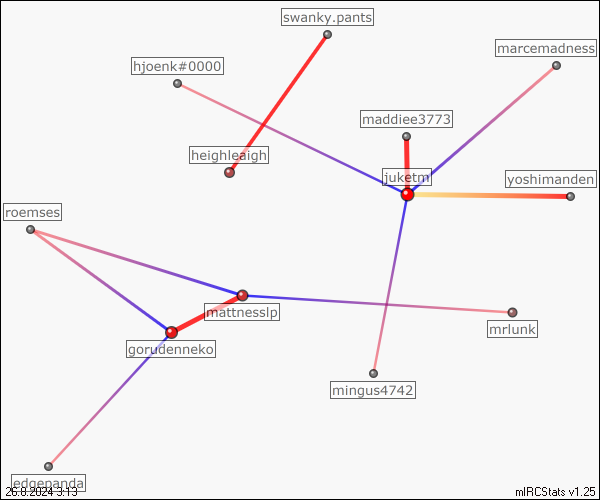 swanky.pants
marcemadness
hjoenk#0000
maddiee3773
heighleaigh
juketm
yoshimanden
roemses
mattnesslp
mrlunk
gorudenneko
mingus4742
edgepanda
26.8.2024 3:13
mIRCStats v1.25